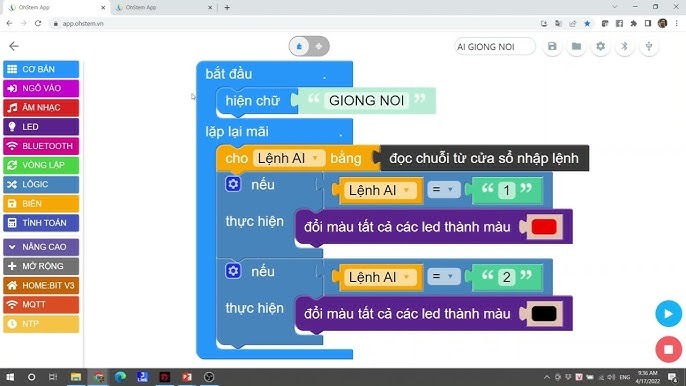 OhStem App
OhStem App
app.ohstem.vn
AI GIONG NOI
CƠ BẢN
NGÕ VÀO
ÂM NHẠC
LED
BLUETOOTH
VÒNG LẶP
LÔGIC
BIẾN
TÍNH TOÁN
NÂNG CAO
MỞ RỘNG
HOME:BIT V3
MQTT
NTP
bắt đầu
hiện chữ “ GIONG NOI ”
lặp lại mãi
cho Lệnh AI bằng đọc chuỗi từ cửa sổ nhập lệnh
nếu Lệnh AI = “ 1 ”
thực hiện đổi màu tất cả các led thành màu
nếu Lệnh AI = “ 2 ”
thực hiện đổi màu tất cả các led thành màu
ENG
9:36 AM
4/17/2022